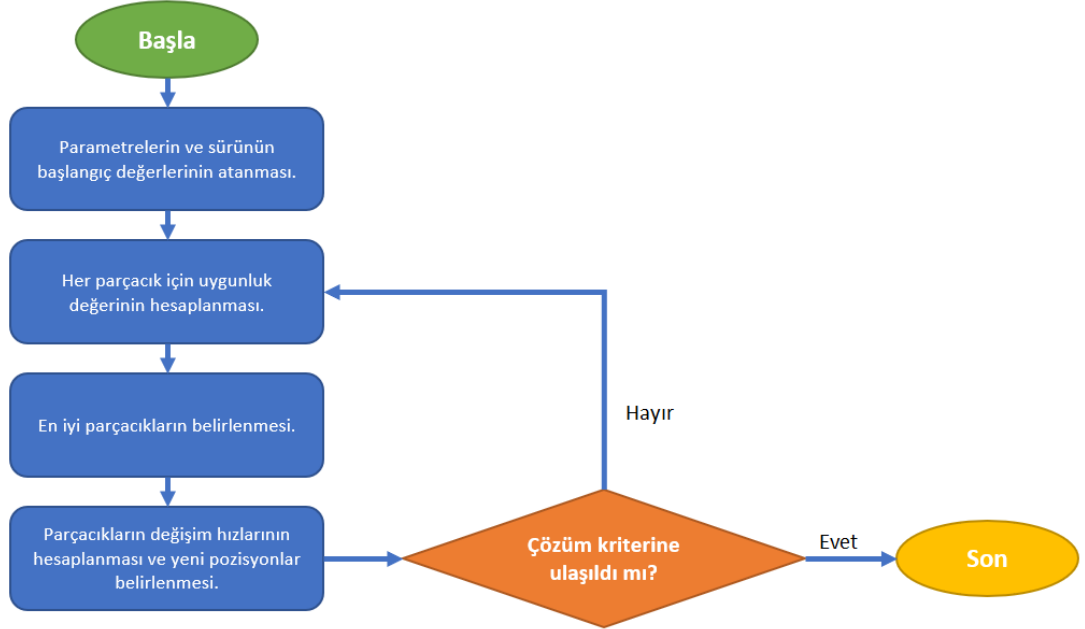 Başla
Parametrelerin ve sürünün
başlangıç değerlerinin atanması.
Her parçacık için uygunluk
değerinin hesaplanması.
En iyi parçacıkların belirlenmesi.
Parçacıkların değişim hızlarının
hesaplanması ve yeni pozisyonlar
belirlenmesi.
Çözüm kriterine
ulaşıldı mı?
Hayır
Evet
Son